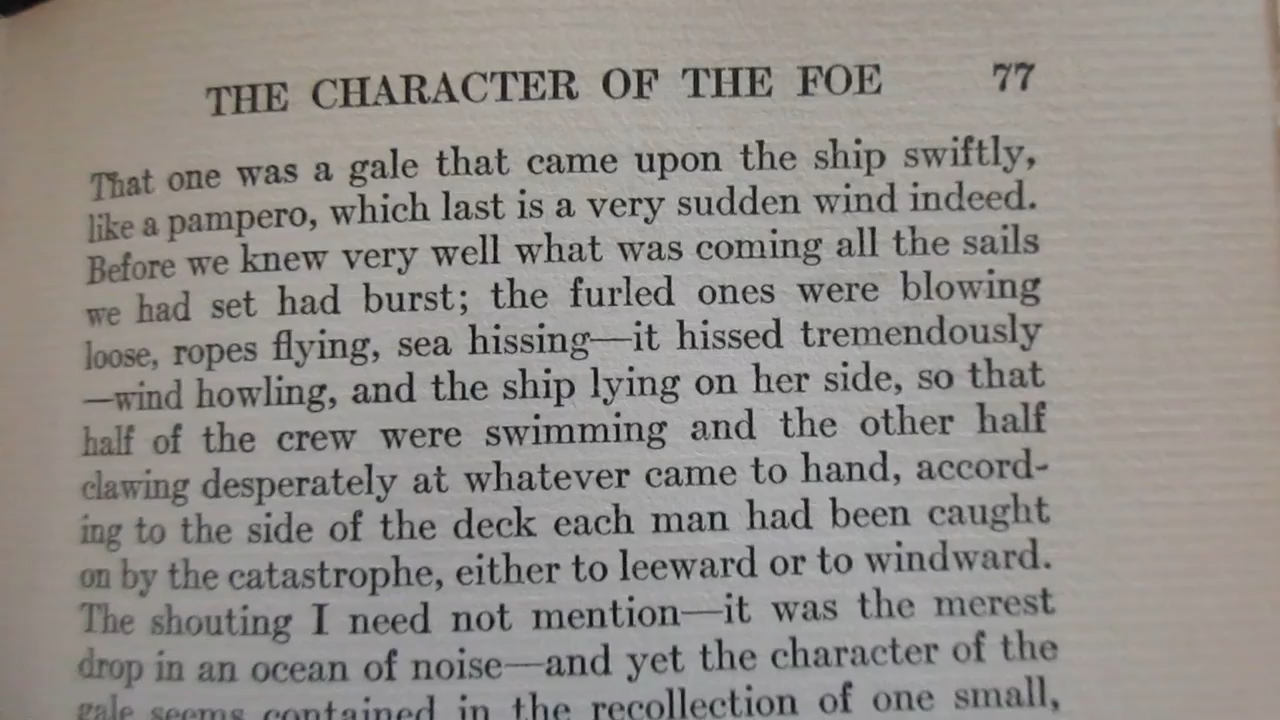 THE CHARACTER OF THE FOE 77
That one was a gale that came upon the ship swiftly,
like a pampero, which last is a very sudden wind indeed.
Before we knew very well what was coming all the sails
we had set had burst; the furled ones were blowing
loose, ropes flying, sea hissing—it hissed tremendously
—wind howling, and the ship lying on her side, so that
half of the crew were swimming and the other half
clawing desperately at whatever came to hand, accord-
ing to the side of the deck each man had been caught
on by the catastrophe, either to leeward or to windward.
The shouting I need not mention—it was the merest
drop in an ocean of noise—and yet the character of the
gale seems contained in the recollection of one small,